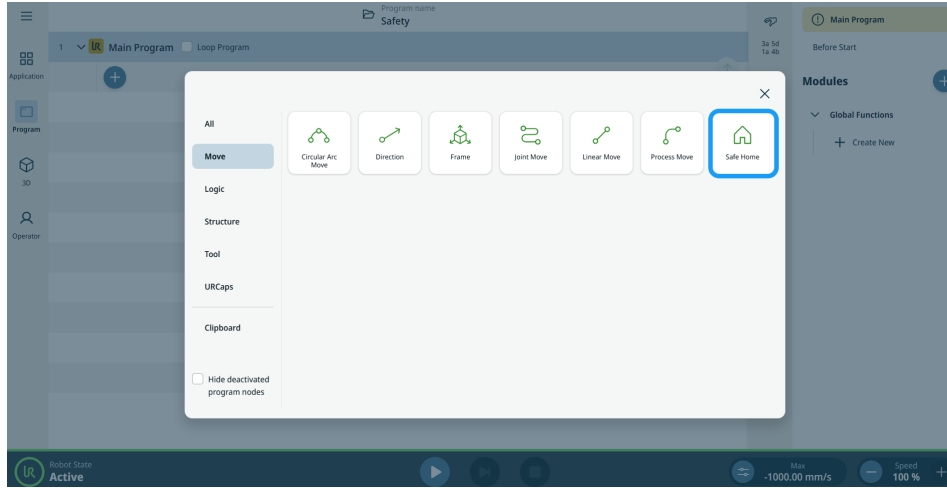 Program name
Safety
1 Main Program Loop Program
3a 5d
1a 4b
Main Program
Before Start
Modules
Global Functions
Create New
Application
Program
3D
Operator
All
Move
Logic
Structure
Tool
URCaps
Clipboard
Hide deactivated
program nodes
Circular Arc
Move
Direction
Frame
Joint Move
Linear Move
Process Move
Safe Home
Robot State
Active
Max
-1000.00 mm/s
Speed
100 %